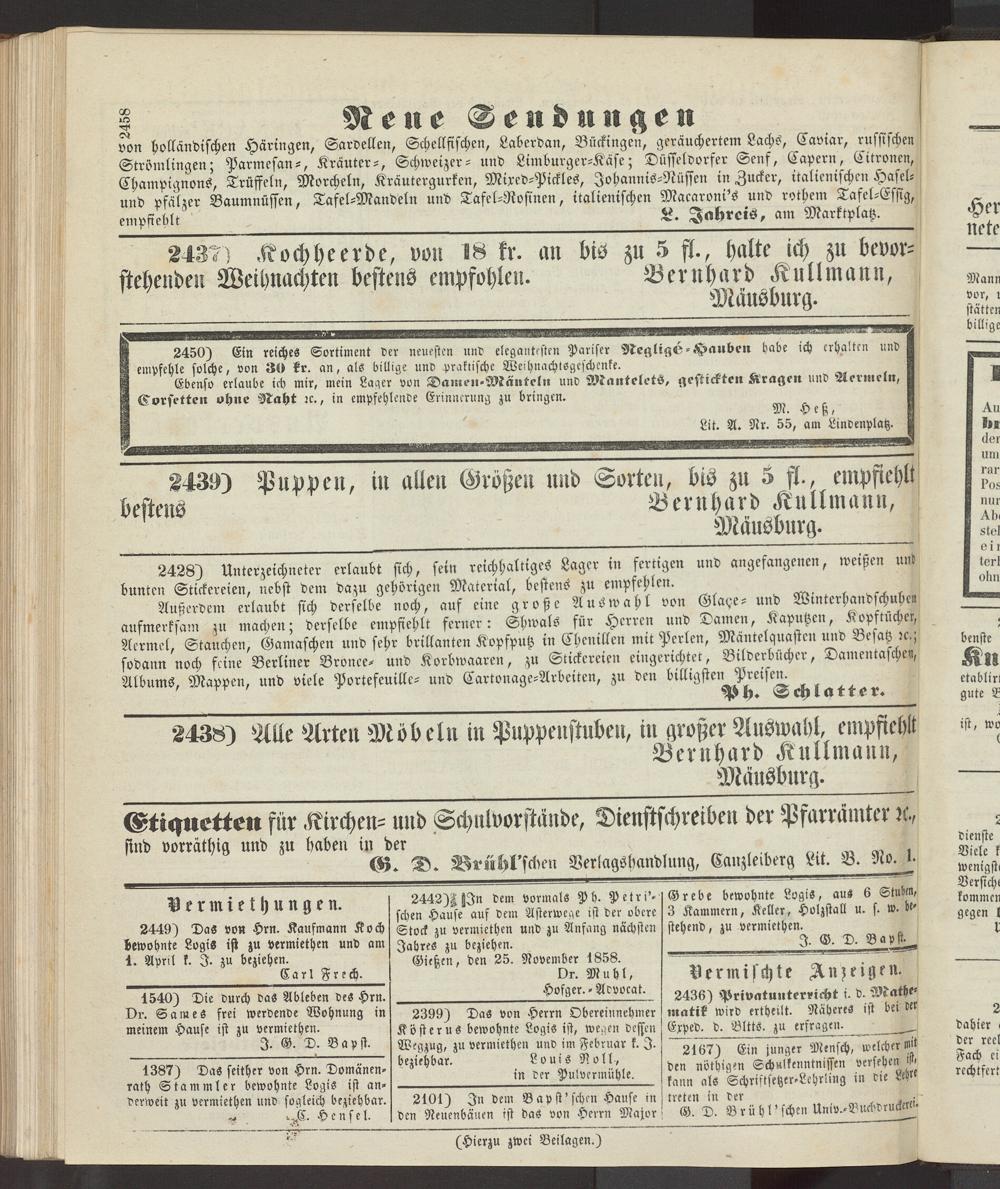 2458
Neue Sendungen
von holländischen Häringen, Sardellen, Schellfischen, Laberdan, Bückingen, geräuchertem Lachs, Caviar, russischen
Strömlingen; Parmesan-, Kräuter-, Schweizer- und Limburger-Käse; Düsseldorfer Senf, Capern, Citronen,
Champignons, Trüffeln, Morcheln, Kräutergurken, Mixed-Pickles, Johannis-Nüssen in Zucker, italienischen Hasel-
und pfälzer Baumnüssen, Tafel-Mandeln und Tafel-Rosinen, italienischen Macaroni's und rothem Tafel-Essig,
empfiehlt L. Jahreis, am Marktplatz.
2437) Kochheerde, von 18 kr. an bis zu 5 fl., halte ich zu bevor-
stehenden Weihnachten bestens empfohlen. Bernhard Kullmann,
Mäusburg.
2450) Ein reiches Sortiment der neuesten und elegantesten Pariser Negligé-Hauben habe ich erhalten und
empfehle solche, von 30 kr. an, als billige und praktische Weihnachtsgeschenke.
Ebenso erlaube ich mir, mein Lager von Damen-Mänteln und Mantelets, gestickten Kragen und Aermeln,
Corsetten ohne Naht ꝛc., in empfehlende Erinnerung zu bringen.
M. Heß,
Lit. A. Nr. 55, am Lindenplatz.
2439) Puppen, in allen Größen und Sorten, bis zu 5 fl., empfiehlt
bestens Bernhard Kullmann,
Mäusburg.
2428) Unterzeichneter erlaubt sich, sein reichhaltiges Lager in fertigen und angefangenen, weißen und
bunten Stickereien, nebst dem dazu gehörigen Material, bestens zu empfehlen.
Außerdem erlaubt sich derselbe noch, auf eine große Auswahl von Glaçe- und Winterhandschuhen
aufmerksam zu machen; derselbe empfiehlt ferner: Shwals für Herren und Damen, Kaputzen, Kopftücher,
Aermel, Stauchen, Gamaschen und sehr brillanten Kopfputz in Chenillen mit Perlen, Mäntelquasten und Besatz ꝛc.;
sodann noch feine Berliner Bronce- und Korbwaaren, zu Stickereien eingerichtet, Bilderbücher, Damentaschen,
Albums, Mappen, und viele Portefeuille- und Cartonage-Arbeiten, zu den billigsten Preisen.
Ph. Schlatter.
2438) Alle Arten Möbeln in Puppenstuben, in großer Auswahl, empfiehlt
Bernhard Kullmann,
Mäusburg.
Etiquetten für Kirchen- und Schulvorstände, Dienstschreiben der Pfarrämter ꝛc.,
sind vorräthig und zu haben in der
G. D. Brühl'schen Verlagshandlung, Canzleiberg Lit. B. No. 1.
Vermiethungen.
2449) Das von Hrn. Kaufmann Koch
bewohnte Logis ist zu vermiethen und am
1. April k. J. zu beziehen.
Carl Frech.
1540) Die durch das Ableben des Hrn.
Dr. Sames frei werdende Wohnung in
meinem Hause ist zu vermiethen.
J. G. D. Bapst.
1387) Das seither von Hrn. Domänen-
rath Stammler bewohnte Logis ist an-
derweit zu vermiethen und sogleich beziehbar.
C. Hensel.
2442) In dem vormals Ph. Petri'-
schen Hause auf dem Asterwege ist der obere
Stock zu vermiethen und zu Anfang nächsten
Jahres zu beziehen.
Gießen, den 25. November 1858.
Dr. Muhl,
Hofger.-Advocat.
2399) Das von Herrn Obereinnehmer
Kösterus bewohnte Logis ist, wegen dessen
Wegzug, zu vermiethen und im Februar k. J.
beziehbar. Louis Noll,
in der Pulvermühle.
2101) In dem Bapst'schen Hause in
den Neuenbäuen ist das von Herrn Major
Grebe bewohnte Logis, aus 6 Stuben,
3 Kammern, Keller, Holzstall u. s. w. be-
stehend, zu vermiethen.
J. G. D. Bapst.
Vermischte Anzeigen.
2436) Privatunterricht i. d. Mathe-
matik wird ertheilt. Näheres ist bei der
Exped. d. Bltts. zu erfragen.
2167) Ein junger Mensch, welcher mit
den nöthigen Schulkenntnissen versehen ist,
kann als Schriftsetzer-Lehrling in die Lehre
treten in der
G. D. Brühl'schen Univ.-Buchdruckerei.
(Hierzu zwei Beilagen.)